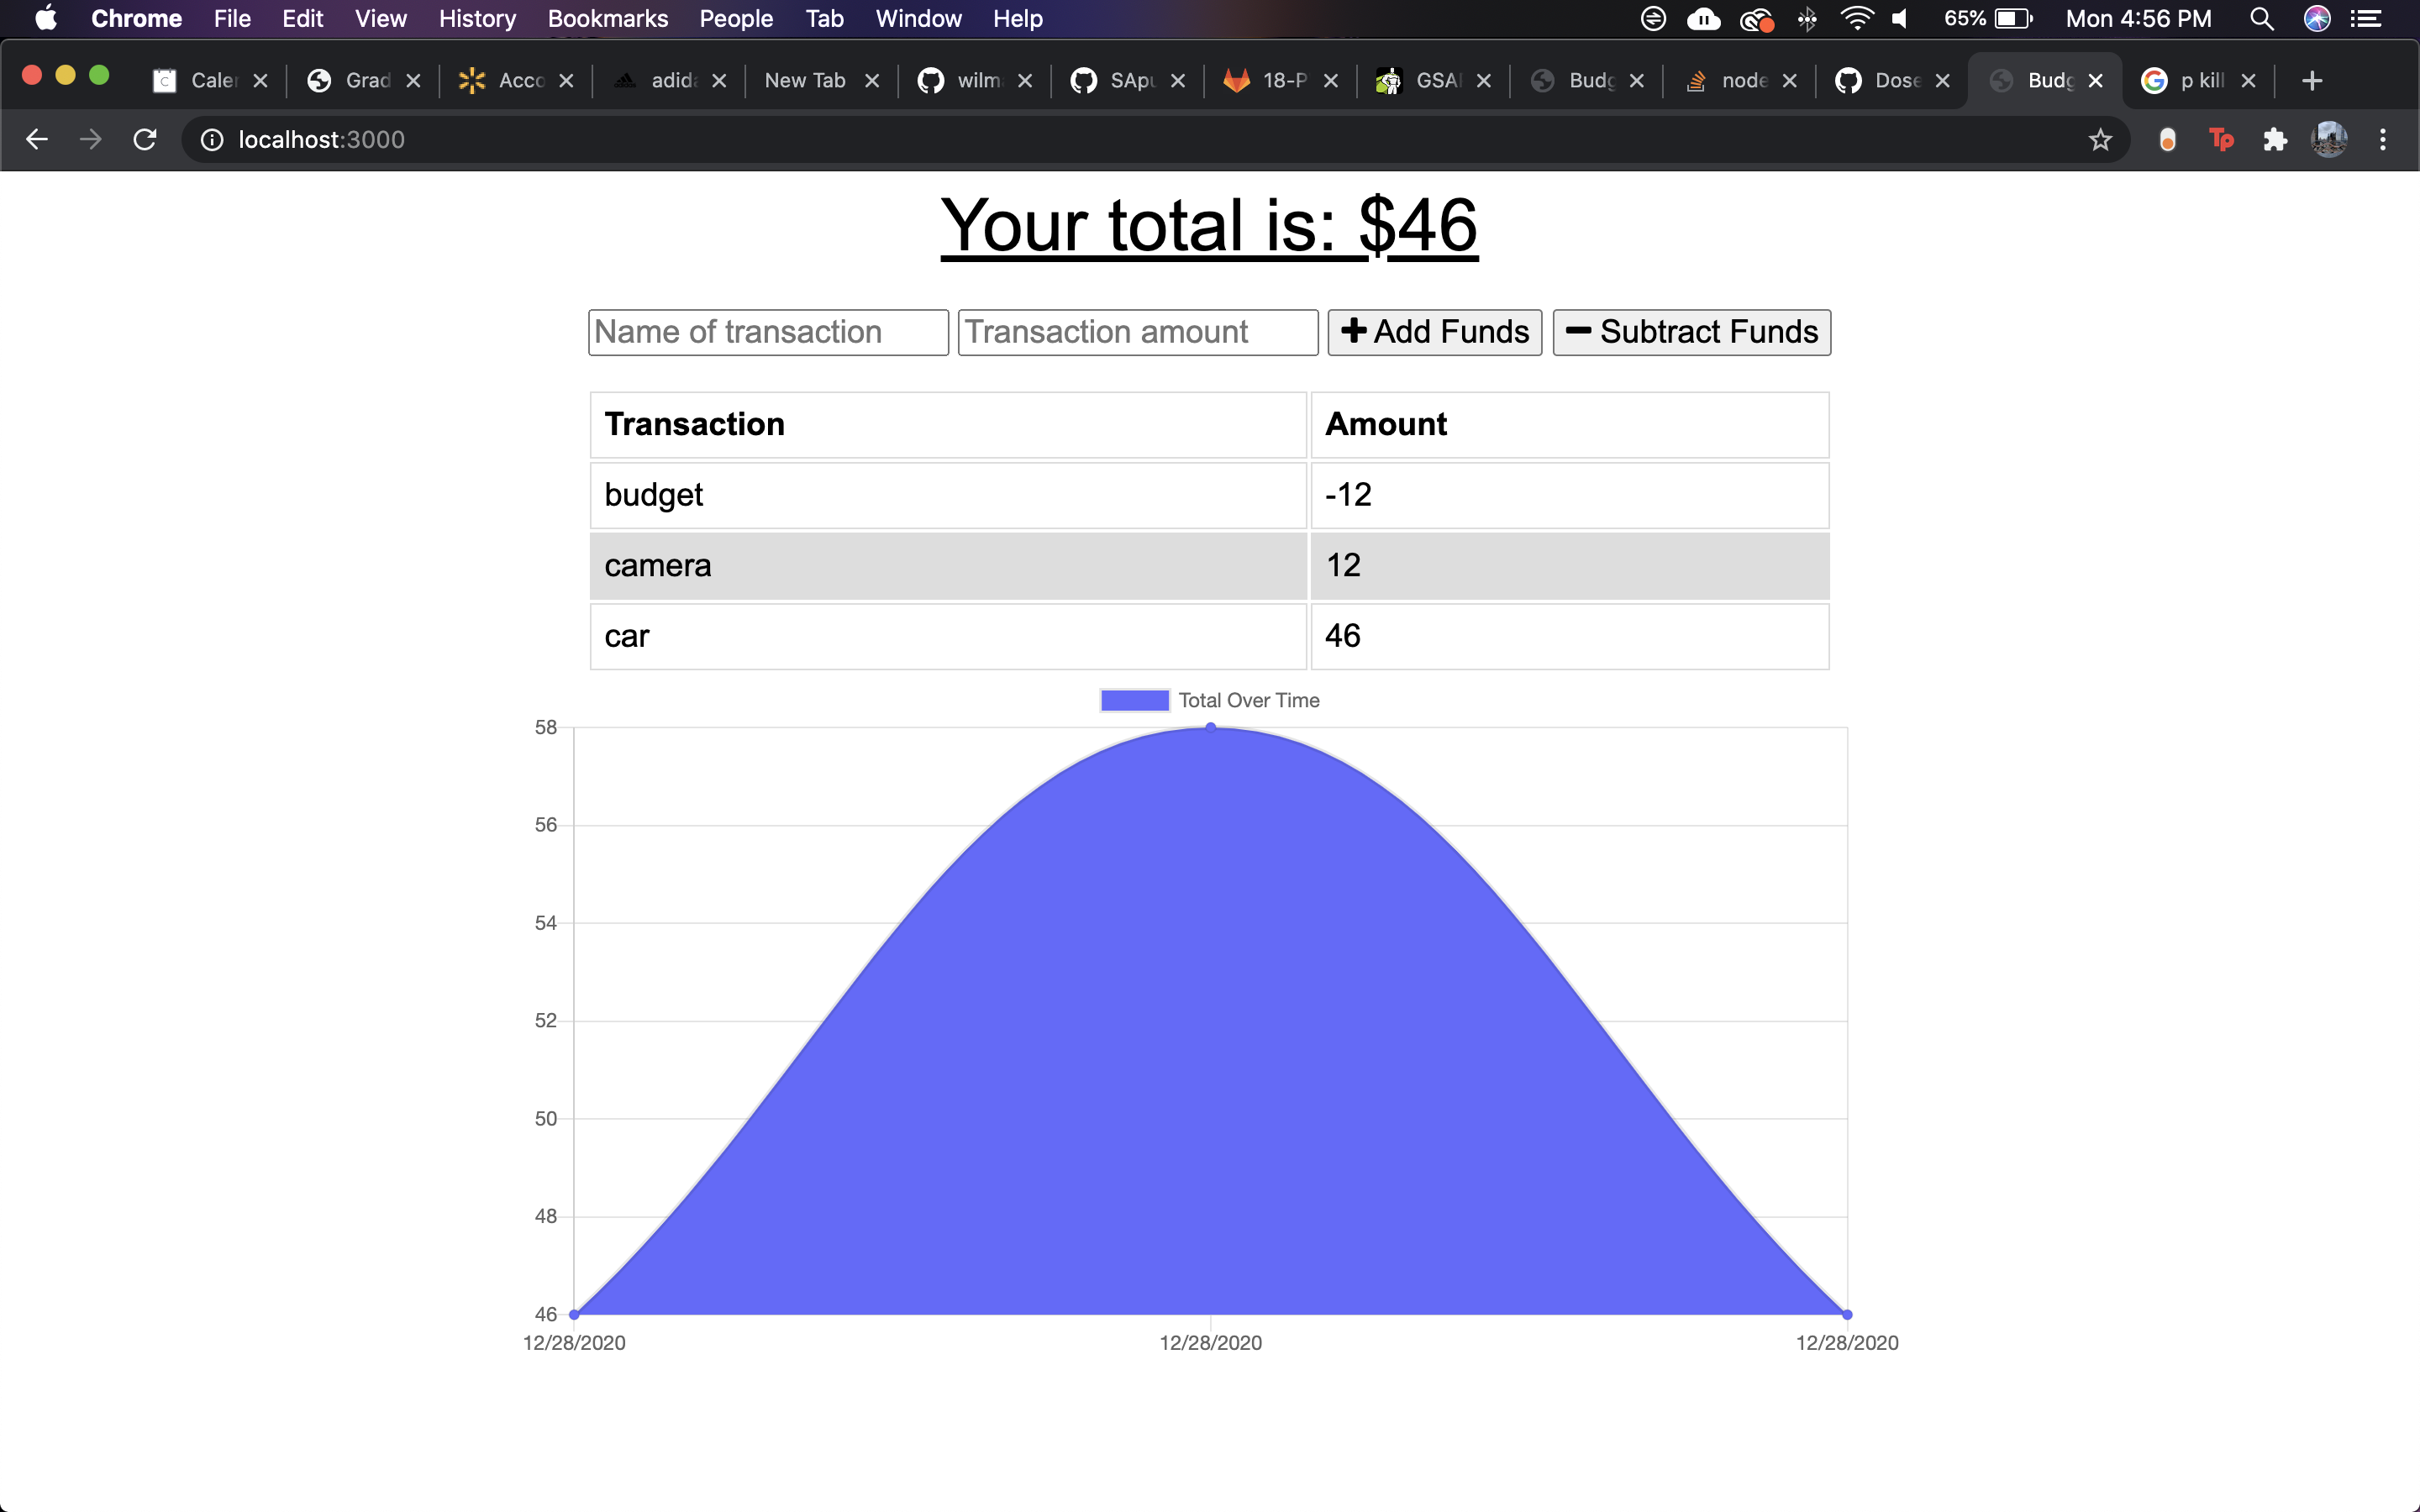 Chrome File Edit View History Bookmarks People Tab Window Help 65% Mon 4:56 PM
Caler Grad Acco adida New Tab wilm SApu 18-P GSAI Budg node Dose Budg p kill
localhost:3000
Your total is: $46
Name of transaction Transaction amount Add Funds Subtract Funds
Transaction Amount
budget -12
camera 12
car 46
Total Over Time
58
56
54
52
50
48
46
12/28/2020 12/28/2020 12/28/2020